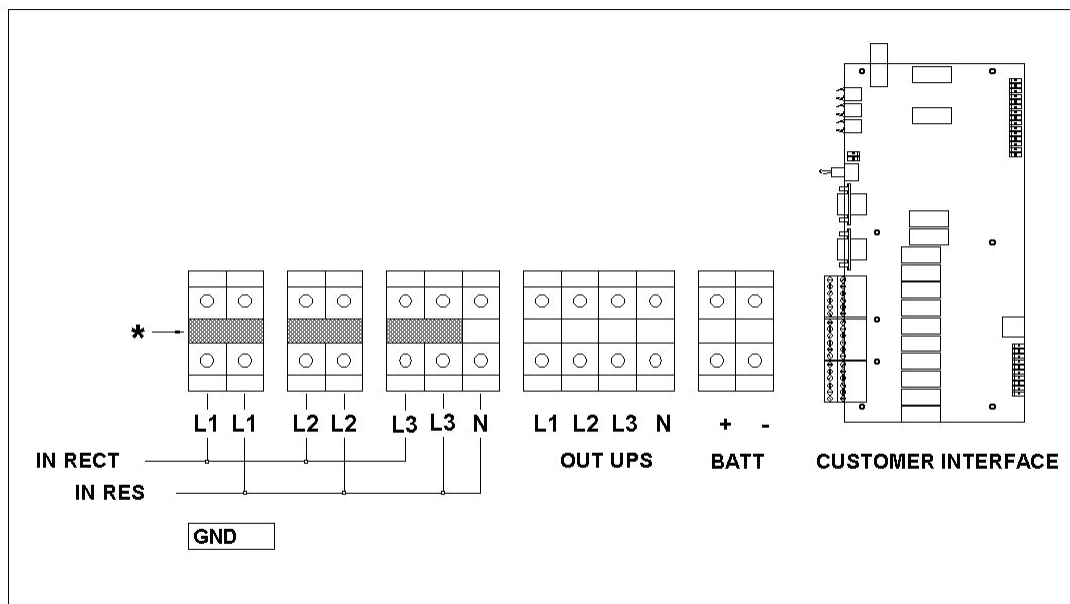 *
L1 L1 L2 L2 L3 L3 N L1 L2 L3 N + -
IN RECT OUT UPS BATT CUSTOMER INTERFACE
IN RES
GND